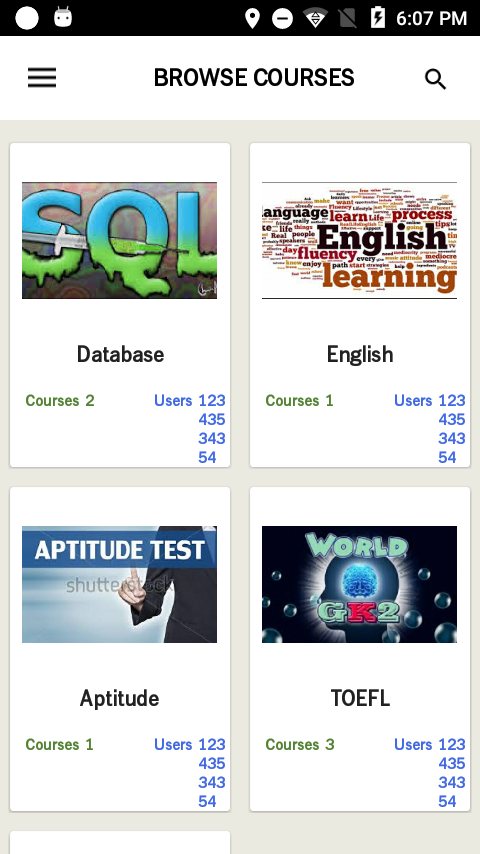 6:07 PM
BROWSE COURSES
SQL
Database
Courses 2
Users 123
435
343
54
language
learn
Life
process
English
fluency
learning
English
Courses 1
Users 123
435
343
54
APTITUDE TEST
shutterstock
Aptitude
Courses 1
Users 123
435
343
54
WORLD
GK2
TOEFL
Courses 3
Users 123
435
343
54